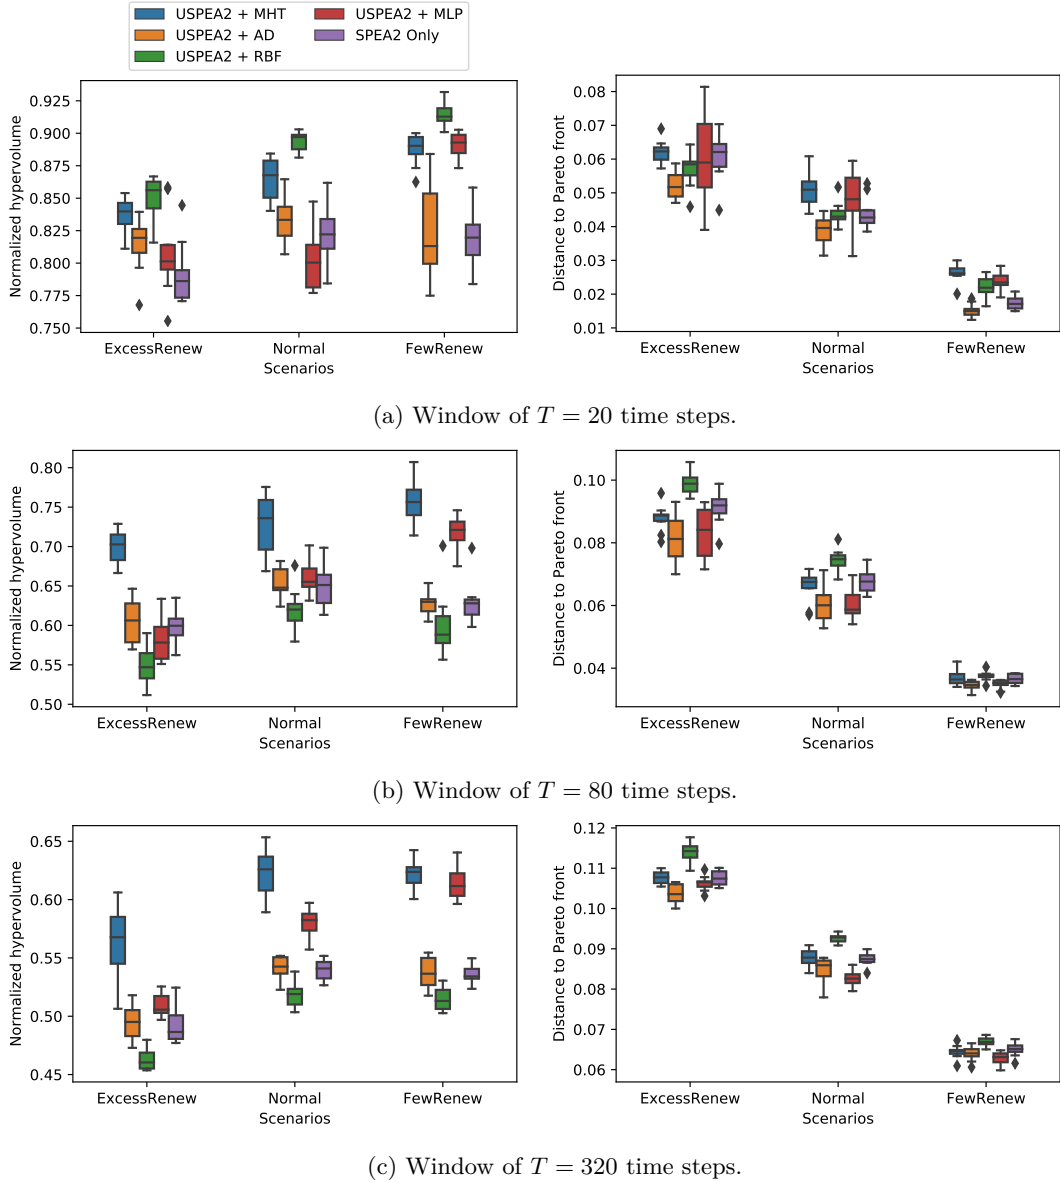 USPEA2 + MHT
USPEA2 + AD
USPEA2 + RBF
USPEA2 + MLP
SPEA2 Only
Normalized hypervolume
0.925
0.900
0.875
0.850
0.825
0.800
0.775
0.750
ExcessRenew Normal FewRenew
Scenarios
Distance to Pareto front
0.08
0.07
0.06
0.05
0.04
0.03
0.02
0.01
ExcessRenew Normal FewRenew
Scenarios
(a) Window of T = 20 time steps.
Normalized hypervolume
0.80
0.75
0.70
0.65
0.60
0.55
0.50
ExcessRenew Normal FewRenew
Scenarios
Distance to Pareto front
0.10
0.08
0.06
0.04
ExcessRenew Normal FewRenew
Scenarios
(b) Window of T = 80 time steps.
Normalized hypervolume
0.65
0.60
0.55
0.50
0.45
ExcessRenew Normal FewRenew
Scenarios
Distance to Pareto front
0.12
0.11
0.10
0.09
0.08
0.07
0.06
ExcessRenew Normal FewRenew
Scenarios
(c) Window of T = 320 time steps.